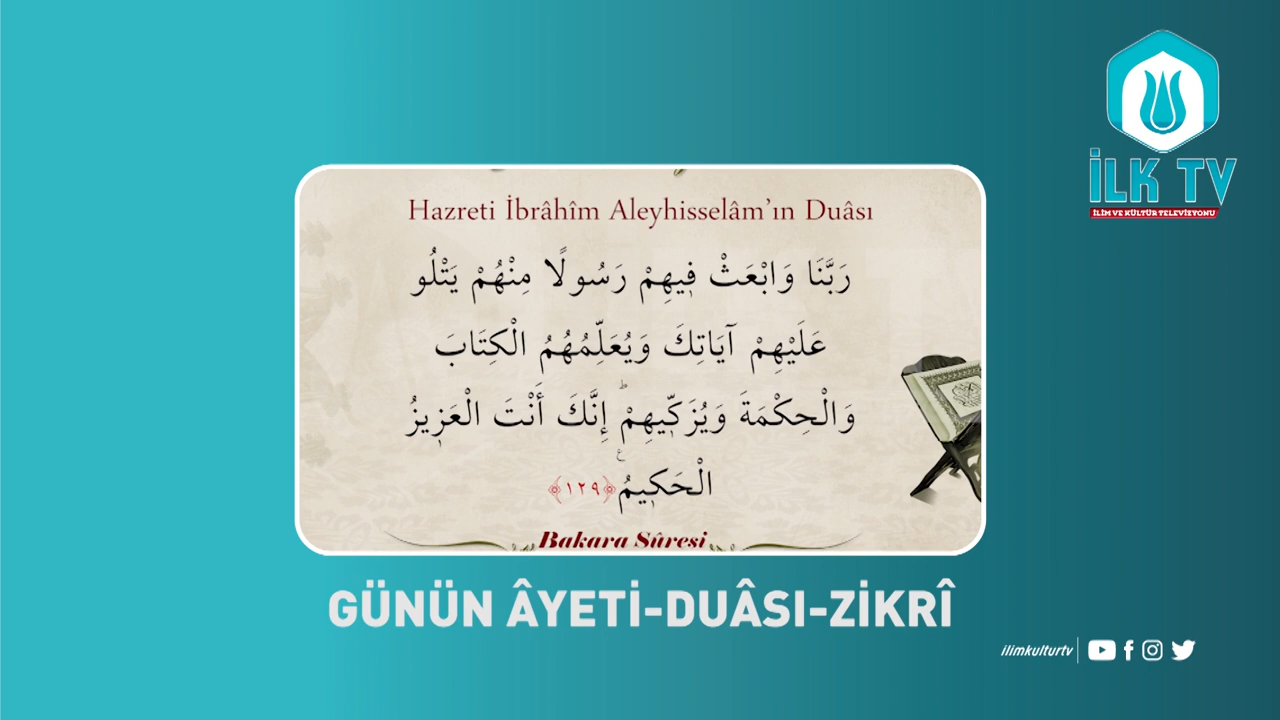 İLK TV
İLİM VE KÜLTÜR TELEVİZYONU
Hazreti İbrâhîm Aleyhisselâm’ın Duâsı
رَبَّنَا وَابْعَثْ فٖيهِمْ رَسُولًا مِنْهُمْ يَتْلُو
عَلَيْهِمْ آيَاتِكَ وَيُعَلِّمُهُمُ الْكِتَابَ
وَالْحِكْمَةَ وَيُزَكّٖيهِمْؕ إِنَّكَ أَنْتَ الْعَزٖيزُ
الْحَكٖيمُࣖ ﴿١٢٩﴾
Bakara Sûresi
GÜNÜN ÂYETİ-DUÂSI-ZİKRÎ
ilimkulturtv